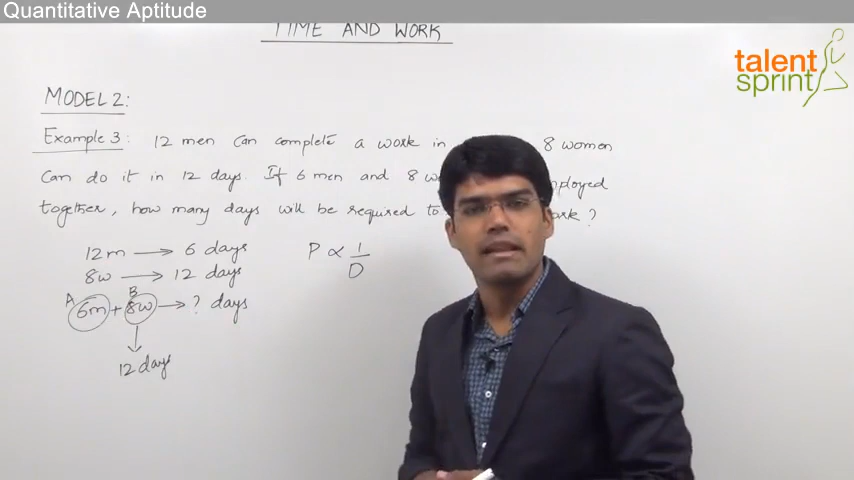 Quantitative Aptitude
TIME AND WORK
talent
sprint
MODEL 2:
Example 3: 12 men can complete a work in 8 women
can do it in 12 days. If 6 men and 8
together, how many days will be required to
12m → 6 days
P ∝ 1/D
8w → 12 days
A B
6m + 8w → ? days
↓
12 days